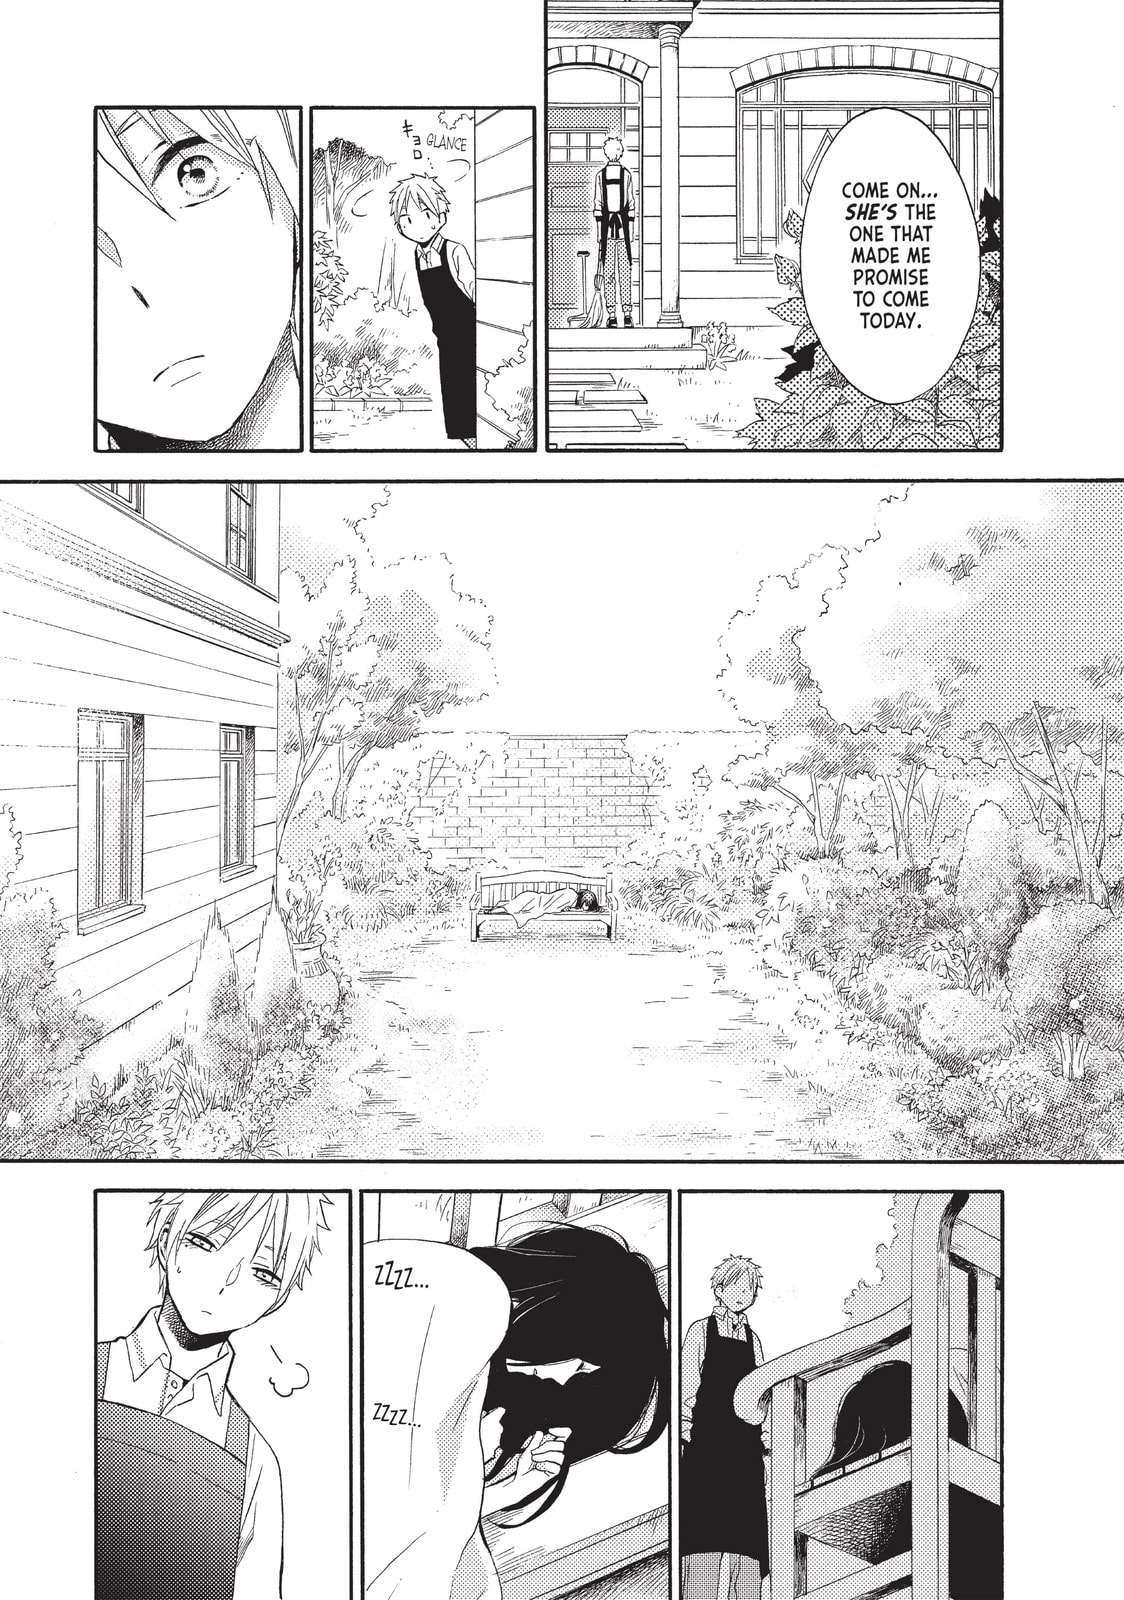 COME ON...
SHE'S THE
ONE THAT
MADE ME
PROMISE
TO COME
TODAY.
キョロ
GLANCE
ZZZZ...
ZZZZ...